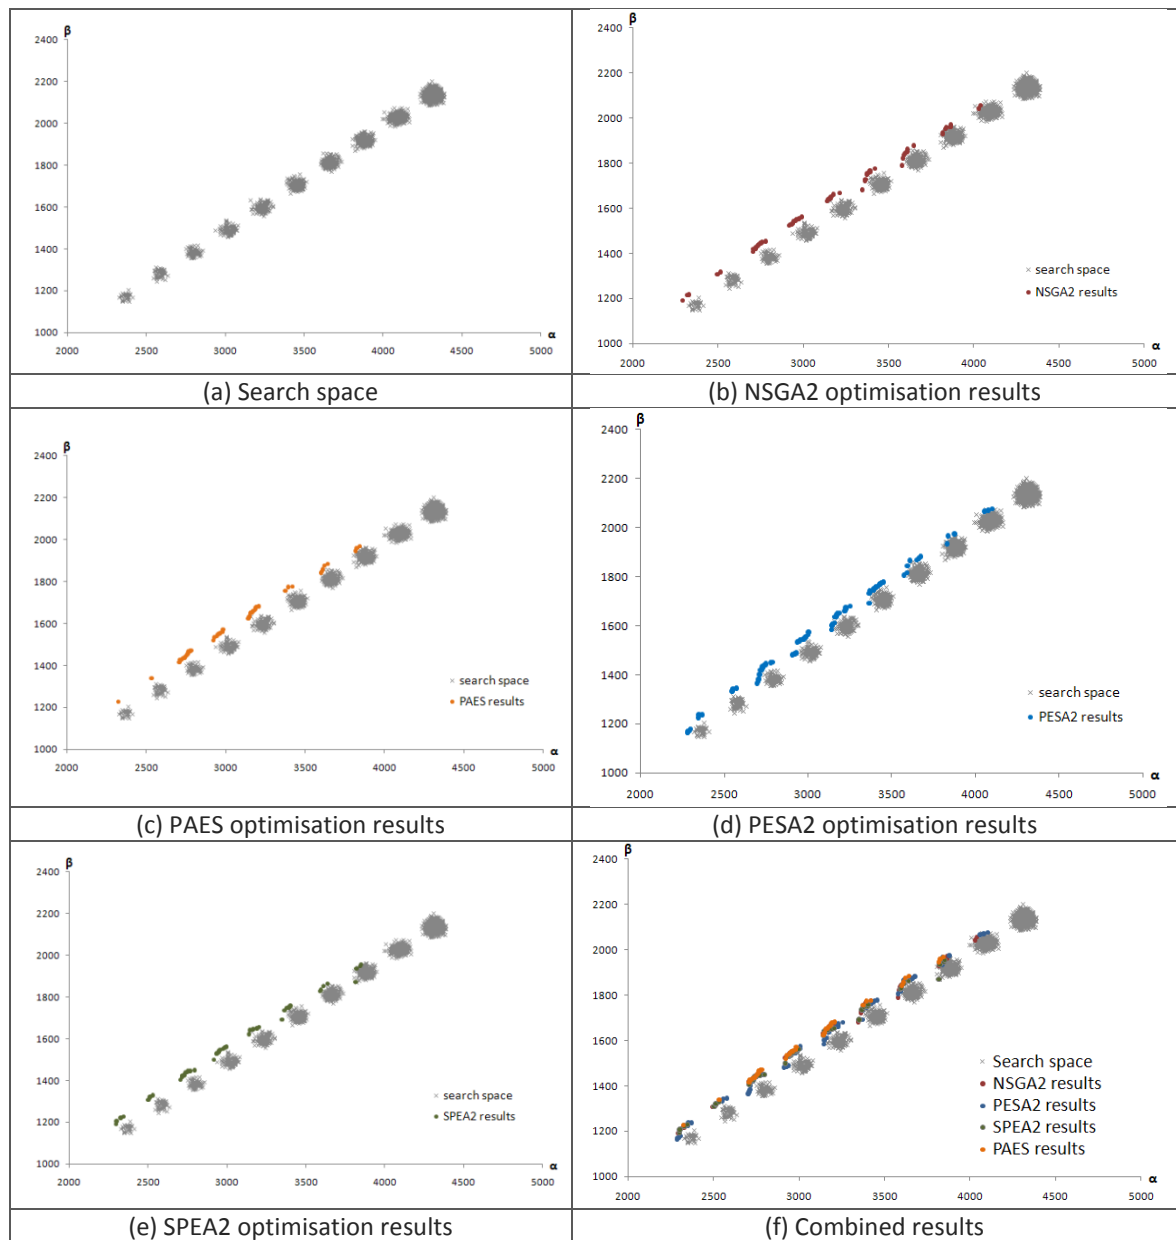 β
2400
2200
2000
1800
1600
1400
1200
1000
2000 2500 3000 3500 4000 4500 5000
α
(a) Search space
β
2400
2200
2000
1800
1600
1400
1200
1000
2000 2500 3000 3500 4000 4500 5000
α
search space
NSGA2 results
(b) NSGA2 optimisation results
β
2400
2200
2000
1800
1600
1400
1200
1000
2000 2500 3000 3500 4000 4500 5000
α
search space
PAES results
(c) PAES optimisation results
β
2400
2200
2000
1800
1600
1400
1200
1000
2000 2500 3000 3500 4000 4500 5000
α
search space
PESA2 results
(d) PESA2 optimisation results
β
2400
2200
2000
1800
1600
1400
1200
1000
2000 2500 3000 3500 4000 4500 5000
α
search space
SPEA2 results
(e) SPEA2 optimisation results
β
2400
2200
2000
1800
1600
1400
1200
1000
2000 2500 3000 3500 4000 4500 5000
α
Search space
NSGA2 results
PESA2 results
SPEA2 results
PAES results
(f) Combined results